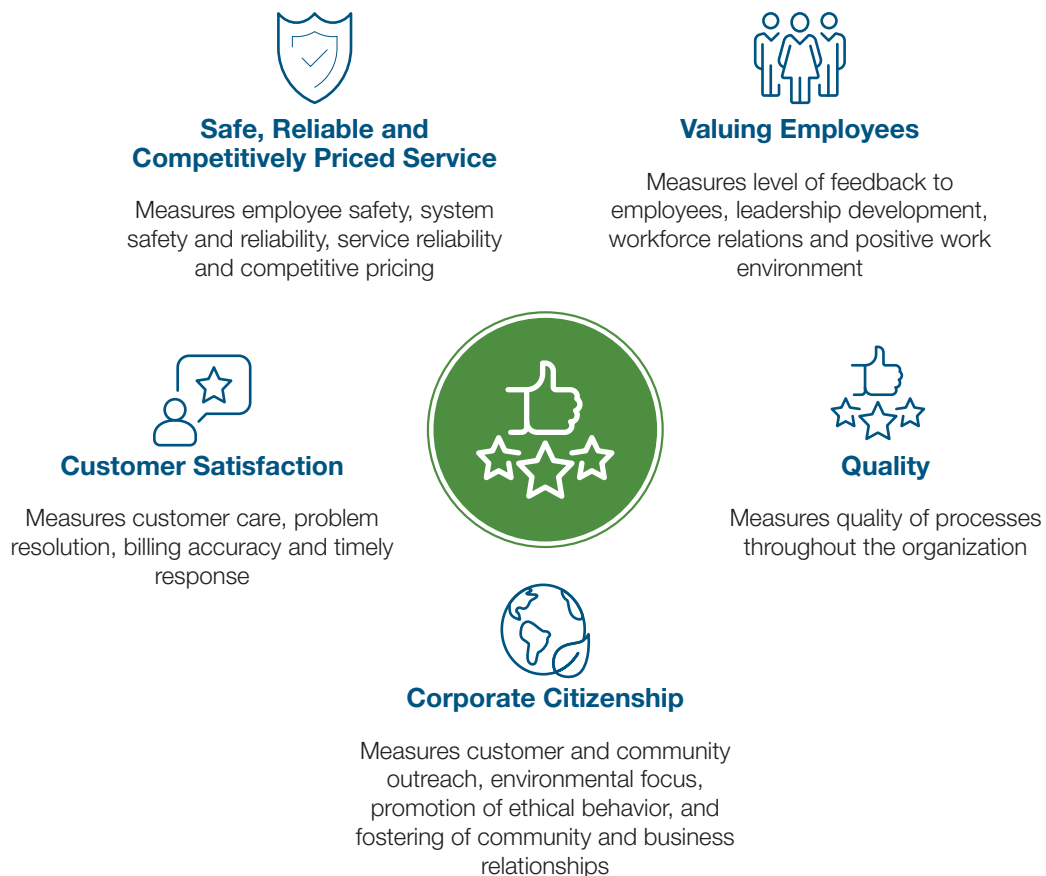 Safe, Reliable and
Competitively Priced Service
Measures employee safety, system
safety and reliability, service reliability
and competitive pricing
Valuing Employees
Measures level of feedback to
employees, leadership development,
workforce relations and positive work
environment
Customer Satisfaction
Measures customer care, problem
resolution, billing accuracy and timely
response
Quality
Measures quality of processes
throughout the organization
Corporate Citizenship
Measures customer and community
outreach, environmental focus,
promotion of ethical behavior, and
fostering of community and business
relationships